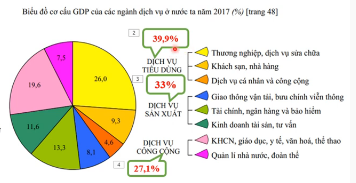 Biểu đồ cơ cấu GDP của các ngành dịch vụ ở nước ta năm 2017 (%) [trang 48]
2
39,9%
DỊCH VỤ
TIÊU DÙNG
3
33%
DỊCH VỤ
SẢN XUẤT
DỊCH VỤ
CÔNG CỘNG
4
27,1%
7,5
26,0
19,6
9,3
11,6
4,6
13,3
8,1
Thương nghiệp, dịch vụ sửa chữa
Khách sạn, nhà hàng
Dịch vụ cá nhân và công cộng
Giao thông vận tải, bưu chính viễn thông
Tài chính, ngân hàng và bảo hiểm
Kinh doanh tài sản, tư vấn
KHCN, giáo dục, y tế, văn hoá, thể thao
Quản lí nhà nước, đoàn thể